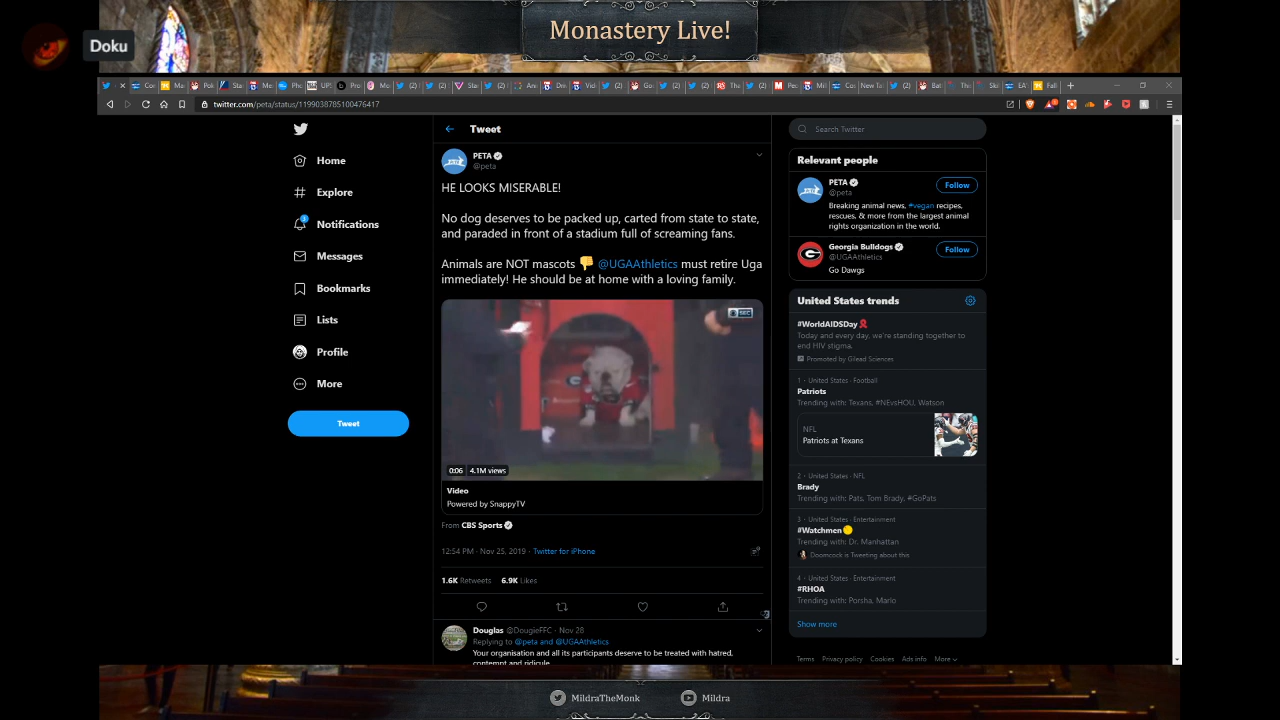 Monastery Live!
Doku
twitter.com/peta/status/1199038785100476417
Home
Explore
Notifications
Messages
Bookmarks
Lists
Profile
More
Tweet
Tweet
PETA
@peta
HE LOOKS MISERABLE!
No dog deserves to be packed up, carted from state to state,
and paraded in front of a stadium full of screaming fans.
Animals are NOT mascots 👎 @UGAAthletics must retire Uga
immediately! He should be at home with a loving family.
SEC
0:06 4.1M views
Video
Powered by SnappyTV
From CBS Sports
12:54 PM · Nov 25, 2019 · Twitter for iPhone
1.6K Retweets 6.9K Likes
Douglas @DougieFFC · Nov 28
Replying to @peta and @UGAAthletics
Your organisation and all its participants deserve to be treated with hatred,
contempt and ridicule
Search Twitter
Relevant people
PETA
@peta
Follow
Breaking animal news, #vegan recipes,
rescues, & more from the largest animal
rights organization in the world.
Georgia Bulldogs
@UGAAthletics
Follow
Go Dawgs
United States trends
#WorldAIDSDay
Today and every day, we're standing together to
end HIV stigma.
Promoted by Gilead Sciences
1 · United States · Football
Patriots
Trending with: Texans, #NEvsHOU, Watson
NFL
Patriots at Texans
2 · United States · NFL
Brady
Trending with: Pats, Tom Brady, #GoPats
3 · United States · Entertainment
#Watchmen
Trending with: Dr. Manhattan
Doomcock is Tweeting about this
4 · United States · Entertainment
#RHOA
Trending with: Porsha, Marlo
Show more
Terms Privacy policy Cookies Ads info More
MildraTheMonk
Mildra